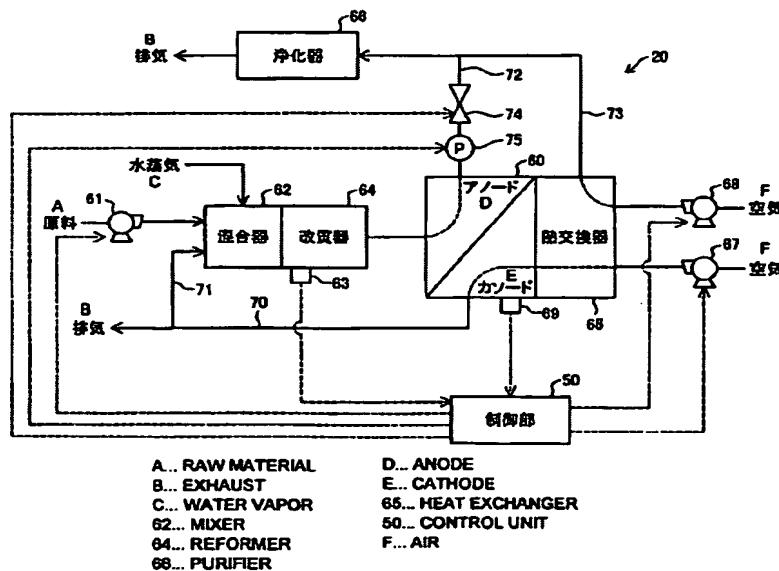 B
排気
66
浄化器
72
20
74
73
75
P
水蒸気
C
62
64
60
アノード
D
68
F
空気
A
原料
61
混合器
改質器
熱交換器
67
F
空気
E
カソード
63
71
70
69
65
B
排気
50
制御部
A... RAW MATERIAL
B... EXHAUST
C... WATER VAPOR
62... MIXER
64... REFORMER
66... PURIFIER
D... ANODE
E... CATHODE
65... HEAT EXCHANGER
50... CONTROL UNIT
F... AIR